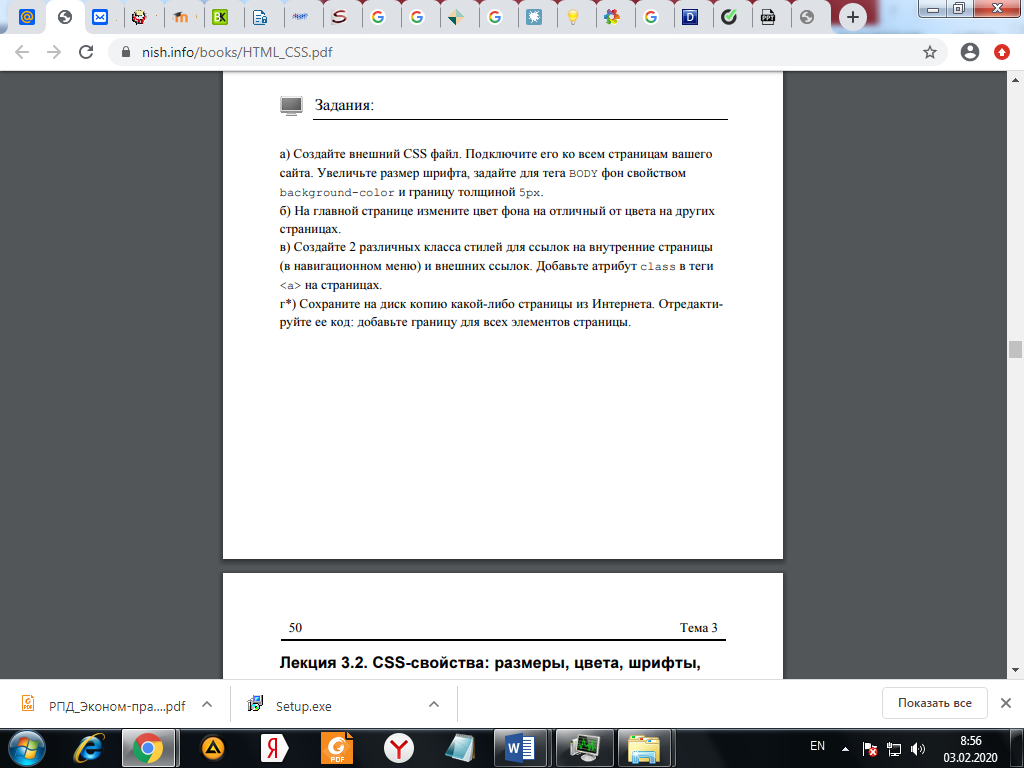 nish.info/books/HTML_CSS.pdf
Задания:
а) Создайте внешний CSS файл. Подключите его ко всем страницам вашего
сайта. Увеличьте размер шрифта, задайте для тега BODY фон свойством
background-color и границу толщиной 5px.
б) На главной странице измените цвет фона на отличный от цвета на других
страницах.
в) Создайте 2 различных класса стилей для ссылок на внутренние страницы
(в навигационном меню) и внешних ссылок. Добавьте атрибут class в теги
<a> на страницах.
г*) Сохраните на диск копию какой-либо страницы из Интернета. Отредакти-
руйте ее код: добавьте границу для всех элементов страницы.
50 Тема 3
Лекция 3.2. CSS-свойства: размеры, цвета, шрифты,
РПД_Эконом-пра....pdf Setup.exe Показать все
EN 8:56
03.02.2020